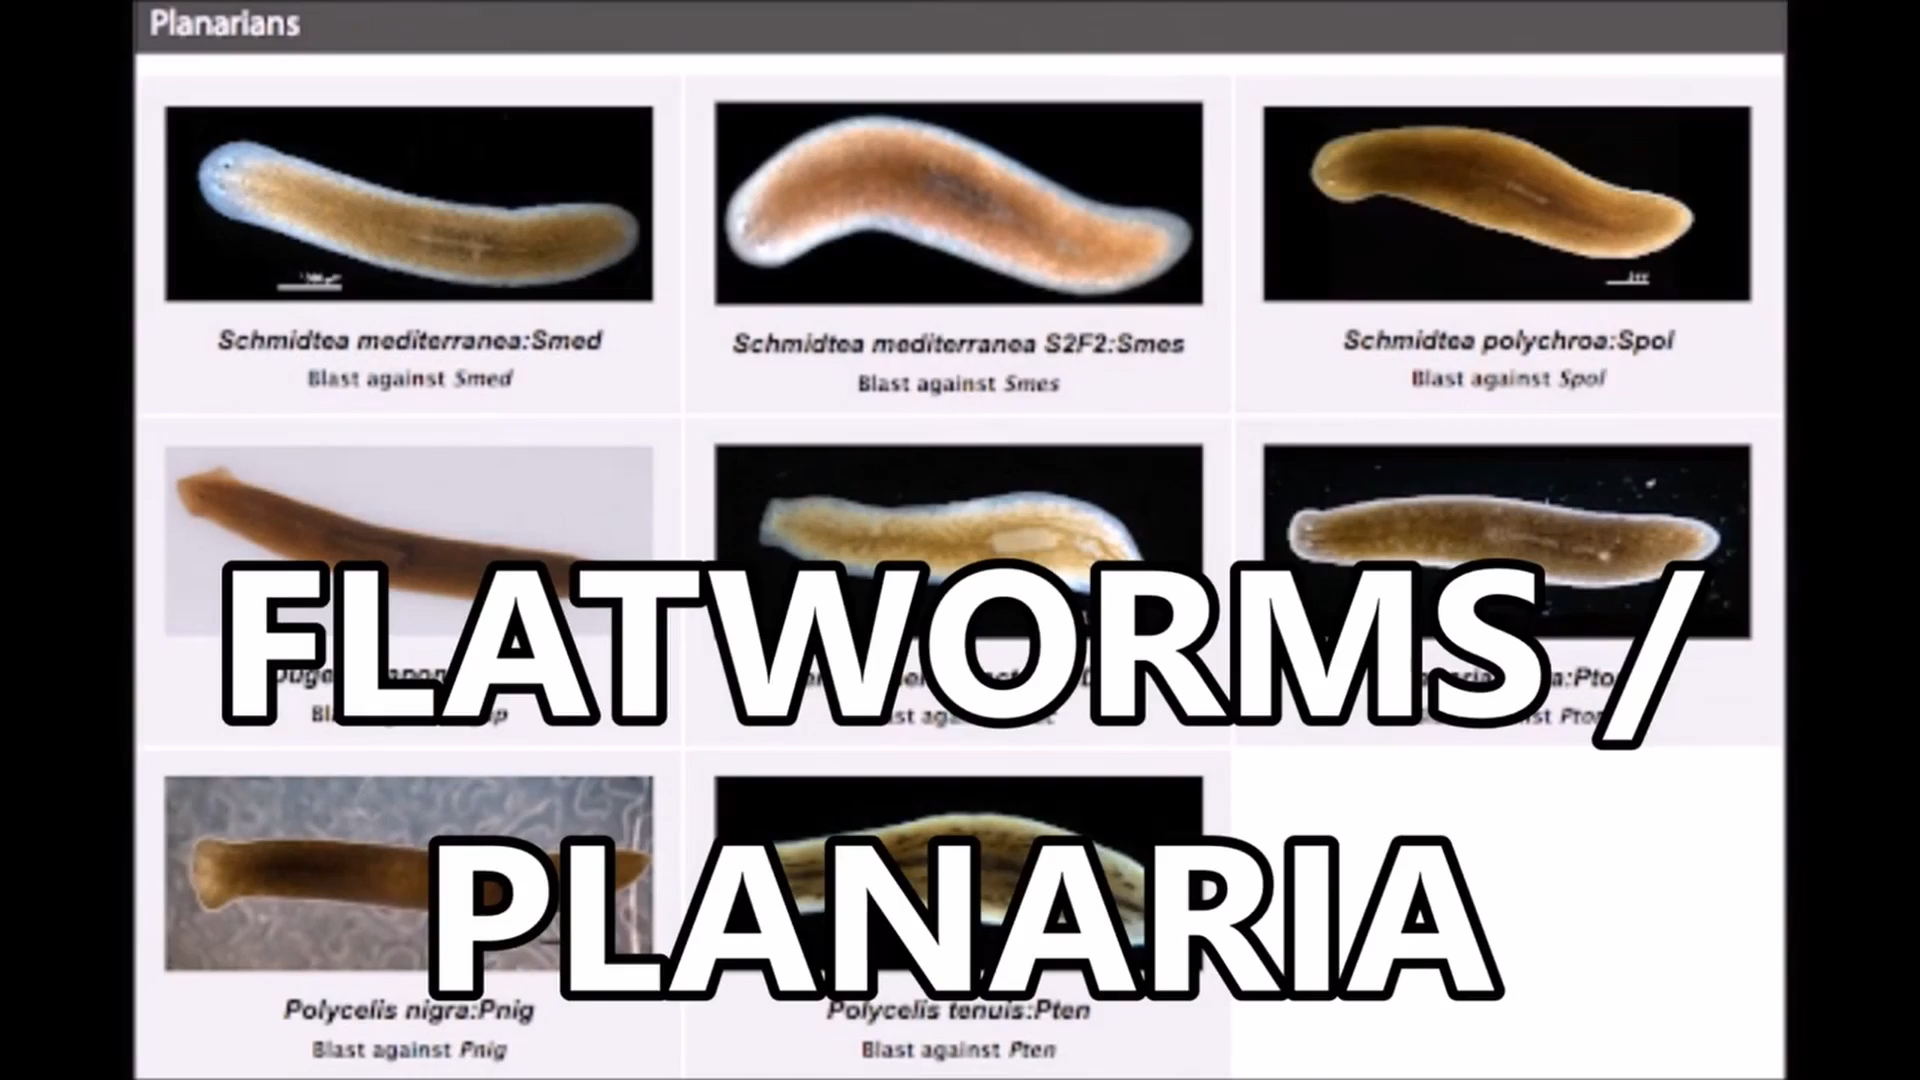 Planarians
Schmidtea mediterranea:Smed
Schmidtea mediterranea S2F2:Smes
Schmidtea polychroa:Spol
Blast against Smed
Blast against Smes
Blast against Spol
FLATWORMS /
PLANARIA
Polycelis nigra:Pnig
Polycelis tenuis:Pten
Blast against Pnig
Blast against Pten